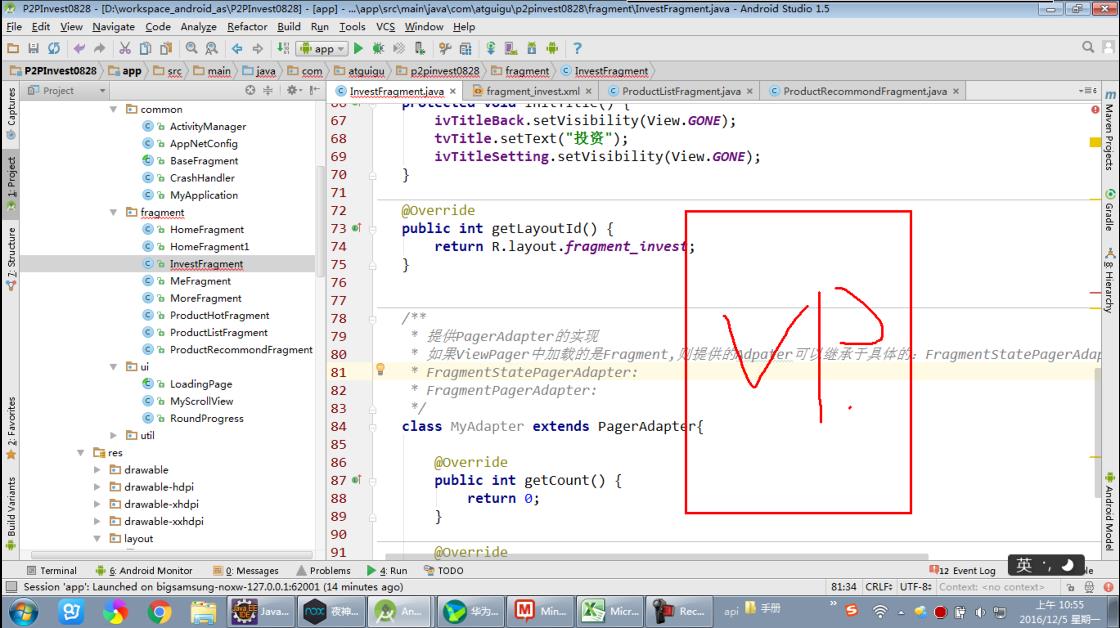 P2PInvest0828 - [D:\workspace_android_as\P2PInvest0828] - [app] - ...\app\src\main\java\com\atguigu\p2pinvest0828\fragment\InvestFragment.java - Android Studio 1.5
File Edit View Navigate Code Analyze Refactor Build Run Tools VCS Window Help
app
P2PInvest0828 app src main java com atguigu p2pinvest0828 fragment InvestFragment
Project
InvestFragment.java × fragment_invest.xml × ProductListFragment.java × ProductRecommondFragment.java × 6
Captures
1: Project
7: Structure
2: Favorites
Build Variants
common
ActivityManager
AppNetConfig
BaseFragment
CrashHandler
MyApplication
fragment
HomeFragment
HomeFragment1
InvestFragment
MeFragment
MoreFragment
ProductHotFragment
ProductListFragment
ProductRecommondFragment
ui
LoadingPage
MyScrollView
RoundProgress
util
res
drawable
drawable-hdpi
drawable-xhdpi
drawable-xxhdpi
layout
67 ivTitleBack.setVisibility(View.GONE);
68 tvTitle.setText("投资");
69 ivTitleSetting.setVisibility(View.GONE);
70 }
71
72 @Override
73 public int getLayoutId() {
74 return R.layout.fragment_invest;
75 }
76
77
78 /**
79 * 提供PagerAdapter的实现
80 * 如果ViewPager中加载的是Fragment,则提供的Adpater可以继承于具体的：FragmentStatePagerAdap
81 * FragmentStatePagerAdapter:
82 * FragmentPagerAdapter:
83 */
84 class MyAdapter extends PagerAdapter{
85
86 @Override
87 public int getCount() {
88 return 0;
89 }
90
91 @Override
VP.
Maven Projects
Gradle
8: Hierarchy
Android Model
Terminal 6: Android Monitor 0: Messages Problems 4: Run TODO 12 Event Log
英
Session 'app': Launched on bigsamsung-noxw-127.0.0.1:62001 (14 minutes ago) 81:34 CRLF UTF-8 Context: <no context>
Java... 夜神... An... 华为... Min... Micr... Rec... api 手册
上午 10:55
2016/12/5 星期一